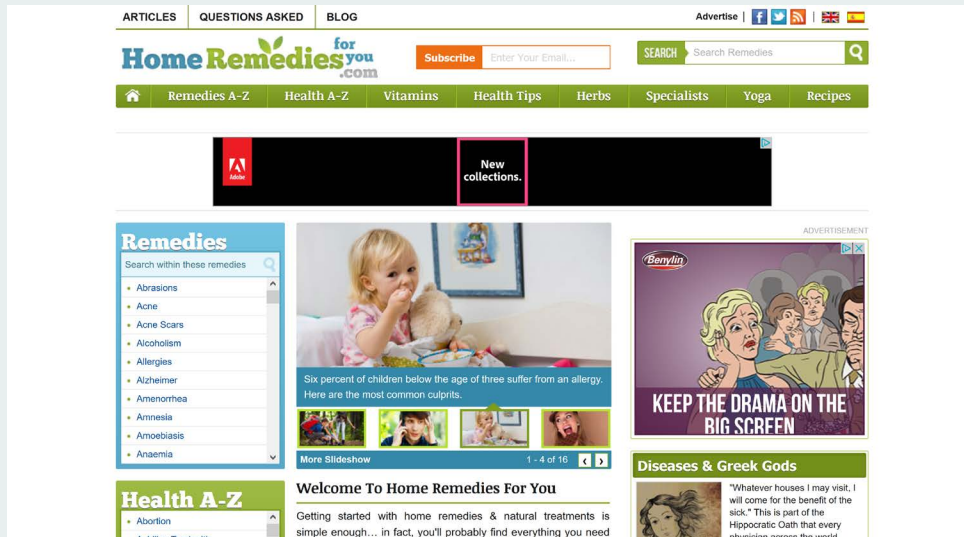 ARTICLES
QUESTIONS ASKED
BLOG
Advertise |
HomeRemedies for you .com
Subscribe
Enter Your Email...
SEARCH
Search Remedies
Remedies A-Z
Health A-Z
Vitamins
Health Tips
Herbs
Specialists
Yoga
Recipes
Adobe
New
collections.
Remedies
Search within these remedies
Abrasions
Acne
Acne Scars
Alcoholism
Allergies
Alzheimer
Amenorrhea
Amnesia
Amoebiasis
Anaemia
Health A-Z
Abortion
Six percent of children below the age of three suffer from an allergy.
Here are the most common culprits.
More Slideshow
1 - 4 of 16
Welcome To Home Remedies For You
Getting started with home remedies & natural treatments is
simple enough... in fact, you'll probably find everything you need
ADVERTISEMENT
Benylin
KEEP THE DRAMA ON THE
BIG SCREEN
Diseases & Greek Gods
"Whatever houses I may visit, I
will come for the benefit of the
sick." This is part of the
Hippocratic Oath that every
physician across the world